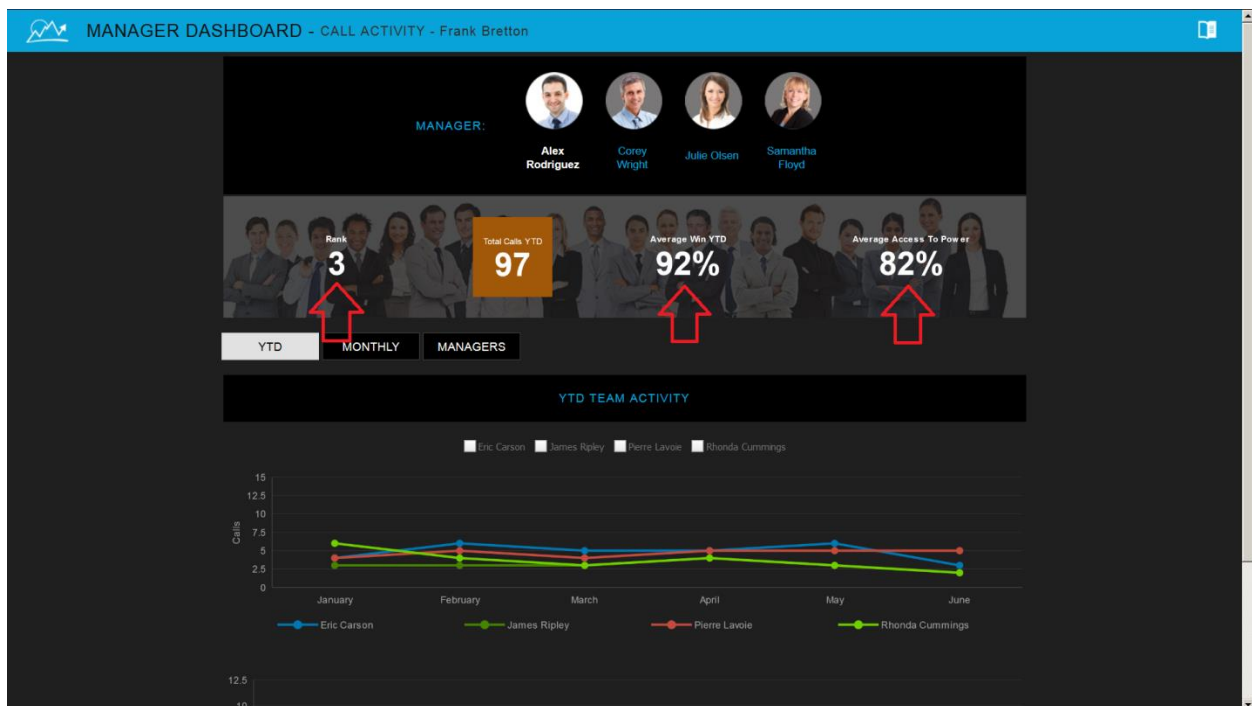 MANAGER DASHBOARD - CALL ACTIVITY - Frank Bretton
MANAGER:
Alex
Rodriguez
Corey
Wright
Julie Olsen
Samantha
Floyd
Rank
3
Total Calls YTD
97
Average Win YTD
92%
Average Access To Power
82%
YTD MONTHLY MANAGERS
YTD TEAM ACTIVITY
Eric Carson James Ripley Pierre Lavoie Rhonda Cummings
Calls
15
12.5
10
7.5
5
2.5
0
January February March April May June
Eric Carson James Ripley Pierre Lavoie Rhonda Cummings
12.5
10